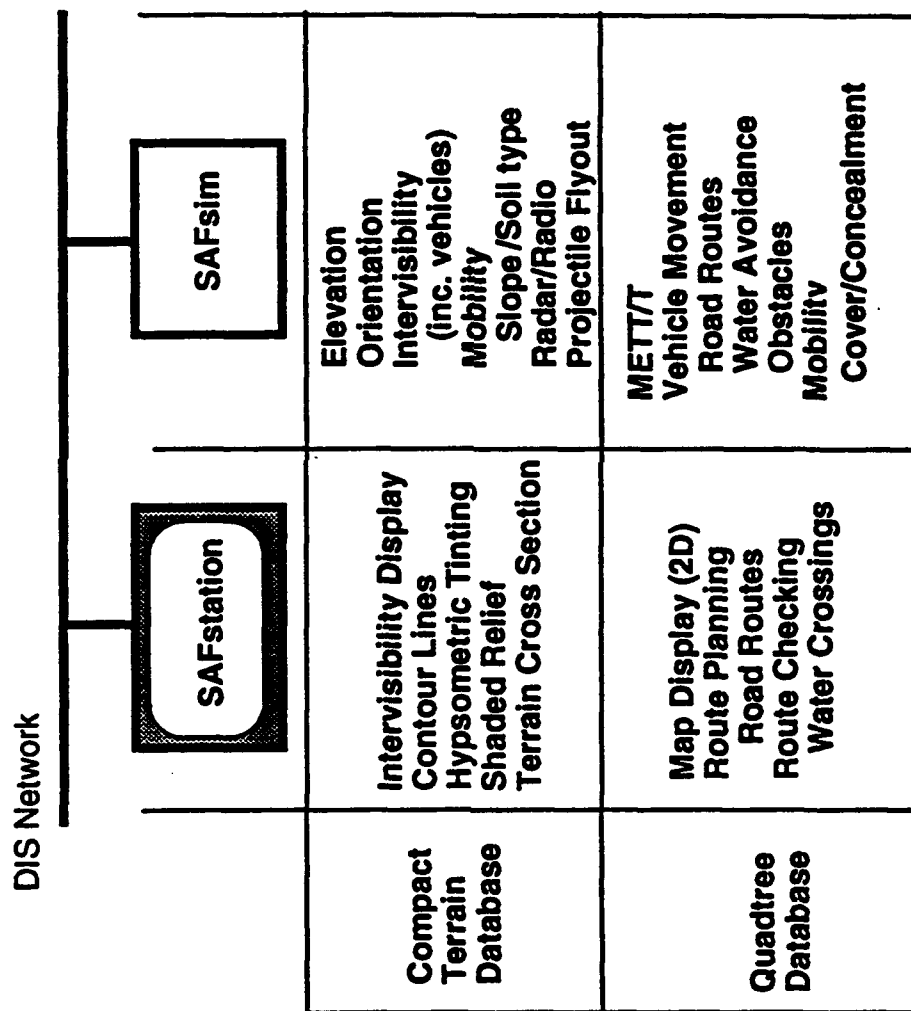 DIS Network
SAFstation
SAFsim
Compact
Terrain
Database
Intervisibility Display
Contour Lines
Hypsometric Tinting
Shaded Relief
Terrain Cross Section
Elevation
Orientation
Intervisibility
(inc. vehicles)
Mobility
Slope/Soil type
Radar/Radio
Projectile Flyout
Quadtree
Database
Map Display (2D)
Route Planning
Road Routes
Route Checking
Water Crossings
METT/T
Vehicle Movement
Road Routes
Water Avoidance
Obstacles
Mobility
Cover/Concealment